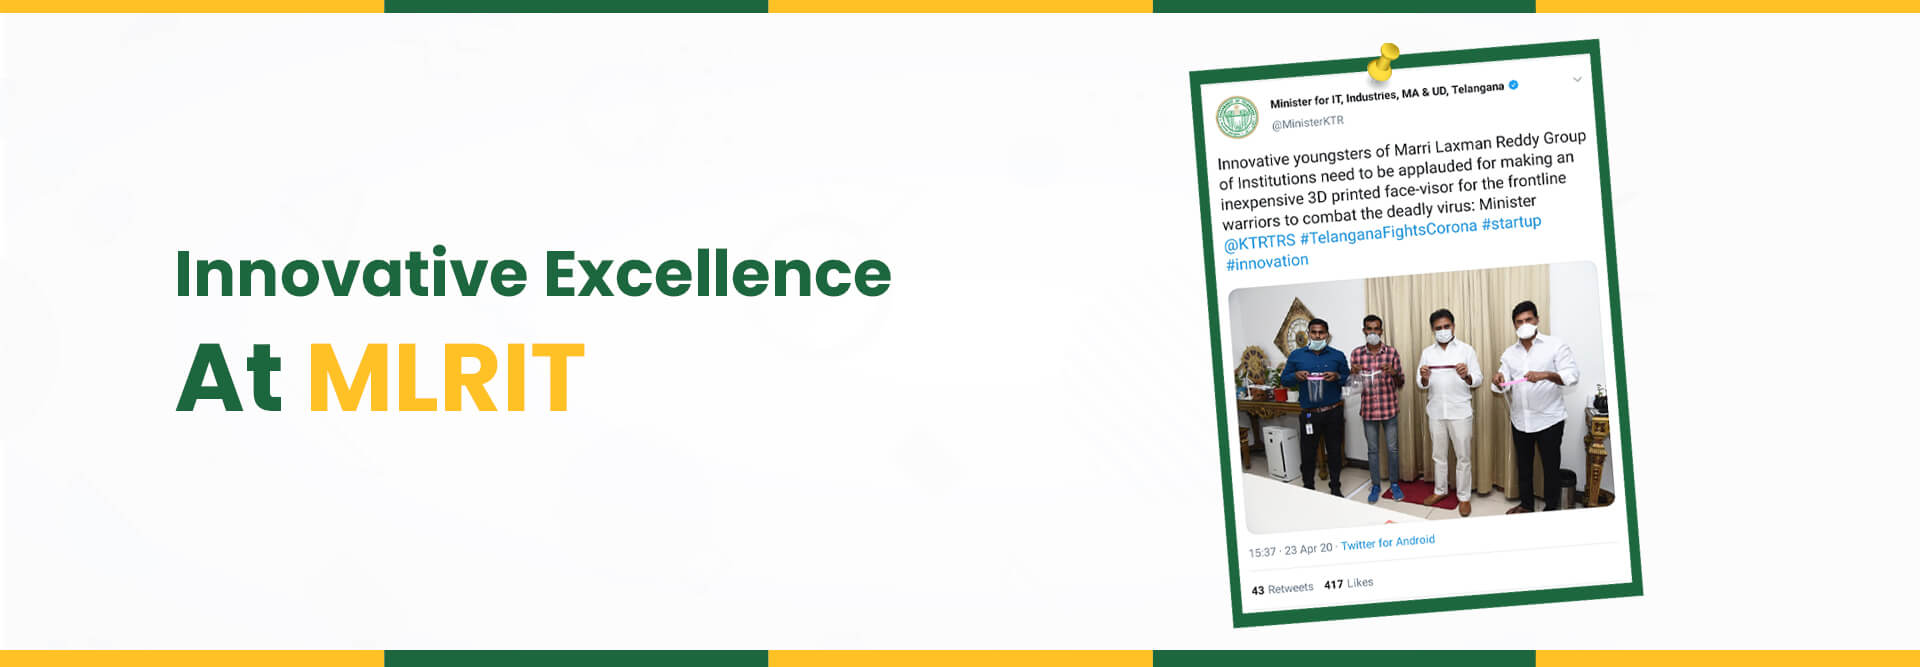 Innovative Excellence
At MLRIT
Minister for IT, Industries, MA & UD, Telangana
@MinisterKTR
Innovative youngsters of Marri Laxman Reddy Group
of Institutions need to be applauded for making an
inexpensive 3D printed face-visor for the frontline
warriors to combat the deadly virus: Minister
@KTRTRS #TelanganaFightsCorona #startup
#innovation
15:37 · 23 Apr 20 · Twitter for Android
43 Retweets 417 Likes